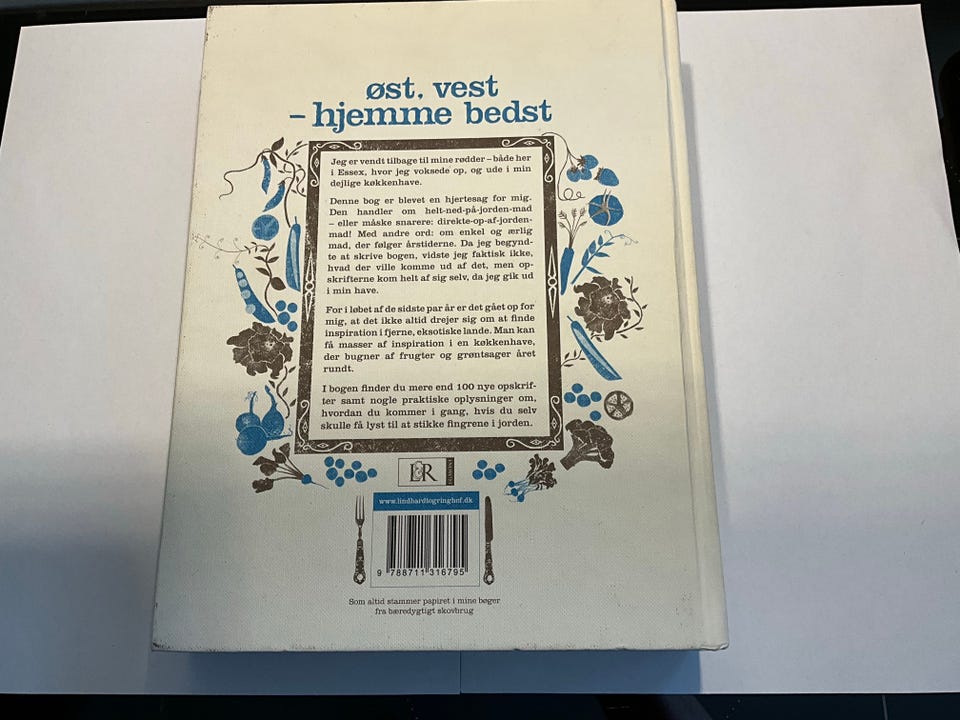 øst, vest
– hjemme bedst
Jeg er vendt tilbage til mine rødder – både her
i Essex, hvor jeg voksede op, og ude i min
dejlige køkkenhave.
Denne bog er blevet en hjertesag for mig.
Den handler om helt-ned-på-jorden-mad
– eller måske snarere: direkte-op-af-jorden-
mad! Med andre ord: om enkel og ærlig
mad, der følger årstiderne. Da jeg begynd-
te at skrive bogen, vidste jeg faktisk ikke,
hvad der ville komme ud af det, men op-
skrifterne kom helt af sig selv, da jeg gik ud
i min have.
For i løbet af de sidste par år er det gået op for
mig, at det ikke altid drejer sig om at finde
inspiration i fjerne, eksotiske lande. Man kan
få masser af inspiration i en køkkenhave,
der bugner af frugter og grøntsager året
rundt.
I bogen finder du mere end 100 nye opskrif-
ter samt nogle praktiske oplysninger om,
hvordan du kommer i gang, hvis du selv
skulle få lyst til at stikke fingrene i jorden.
L&R
www.lindhardtogringhof.dk
9 788711 316795
Som altid stammer papiret i mine bøger
fra bæredygtigt skovbrug